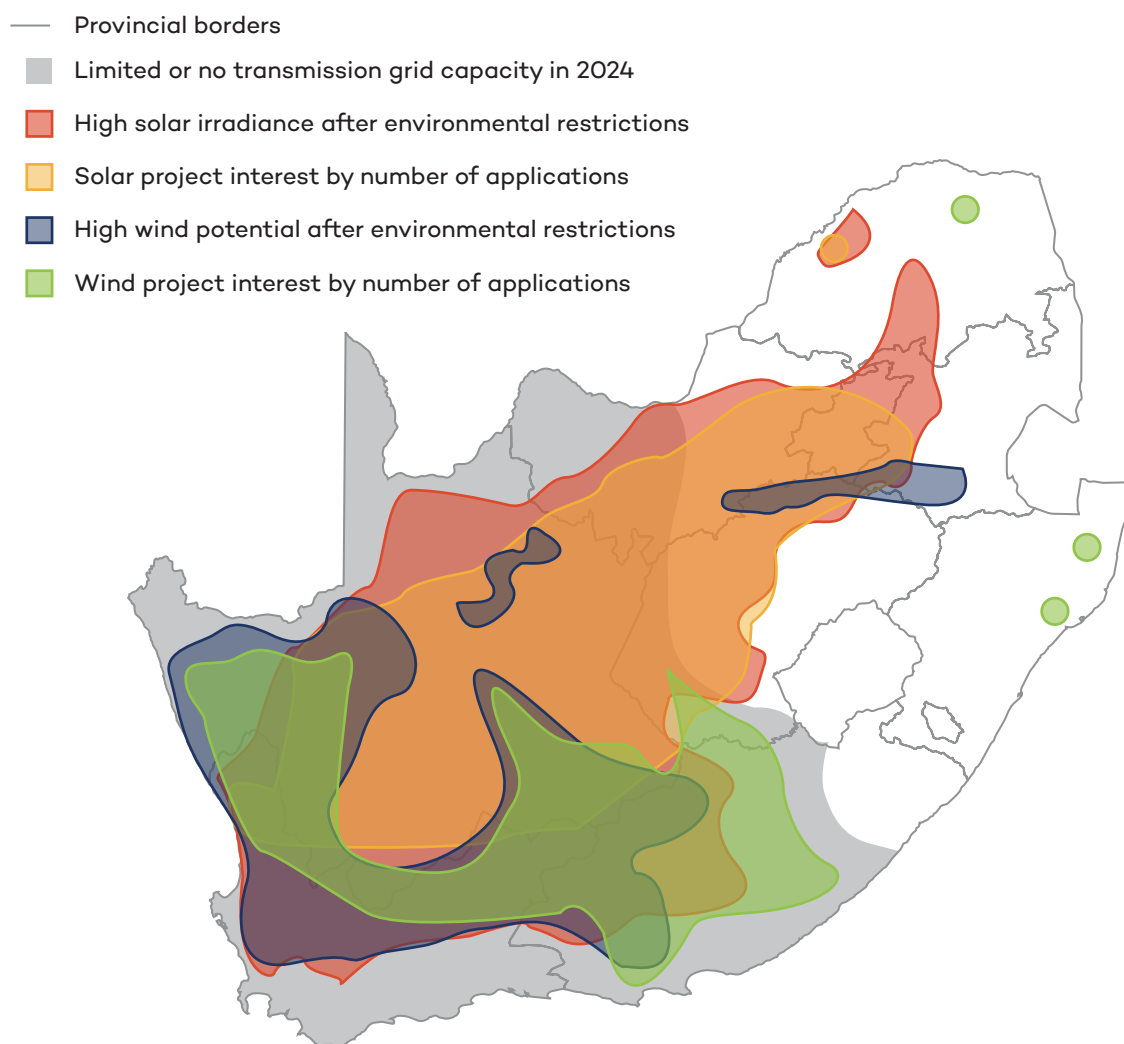 Provincial borders
Limited or no transmission grid capacity in 2024
High solar irradiance after environmental restrictions
Solar project interest by number of applications
High wind potential after environmental restrictions
Wind project interest by number of applications